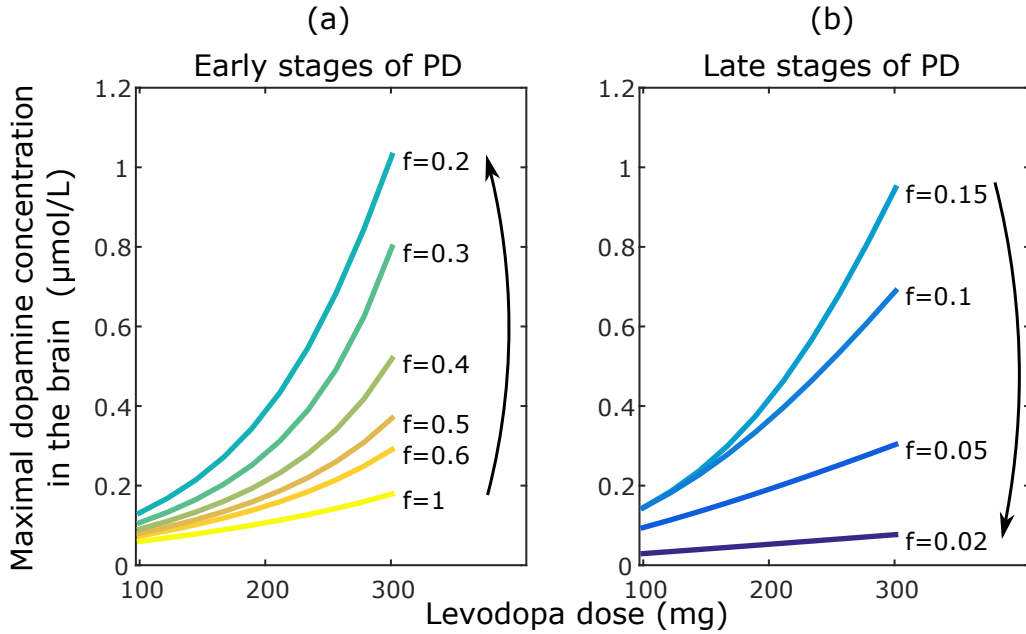 (a)
Early stages of PD
Maximal dopamine concentration
in the brain (μmol/L)
1.2
1
0.8
0.6
0.4
0.2
0
100
200
300
f=0.2
f=0.3
f=0.4
f=0.5
f=0.6
f=1
(b)
Late stages of PD
1.2
1
0.8
0.6
0.4
0.2
0
100
200
300
f=0.15
f=0.1
f=0.05
f=0.02
Levodopa dose (mg)